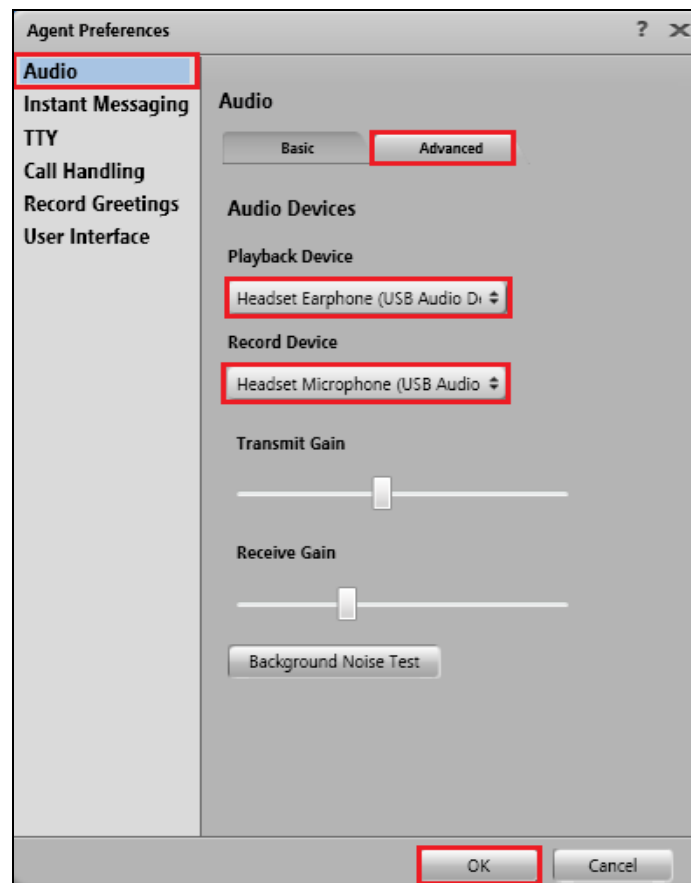 Agent Preferences ? ×
Audio
Instant Messaging
TTY
Call Handling
Record Greetings
User Interface
Audio
Basic Advanced
Audio Devices
Playback Device
Headset Earphone (USB Audio D
Record Device
Headset Microphone (USB Audio
Transmit Gain
Receive Gain
Background Noise Test
OK Cancel